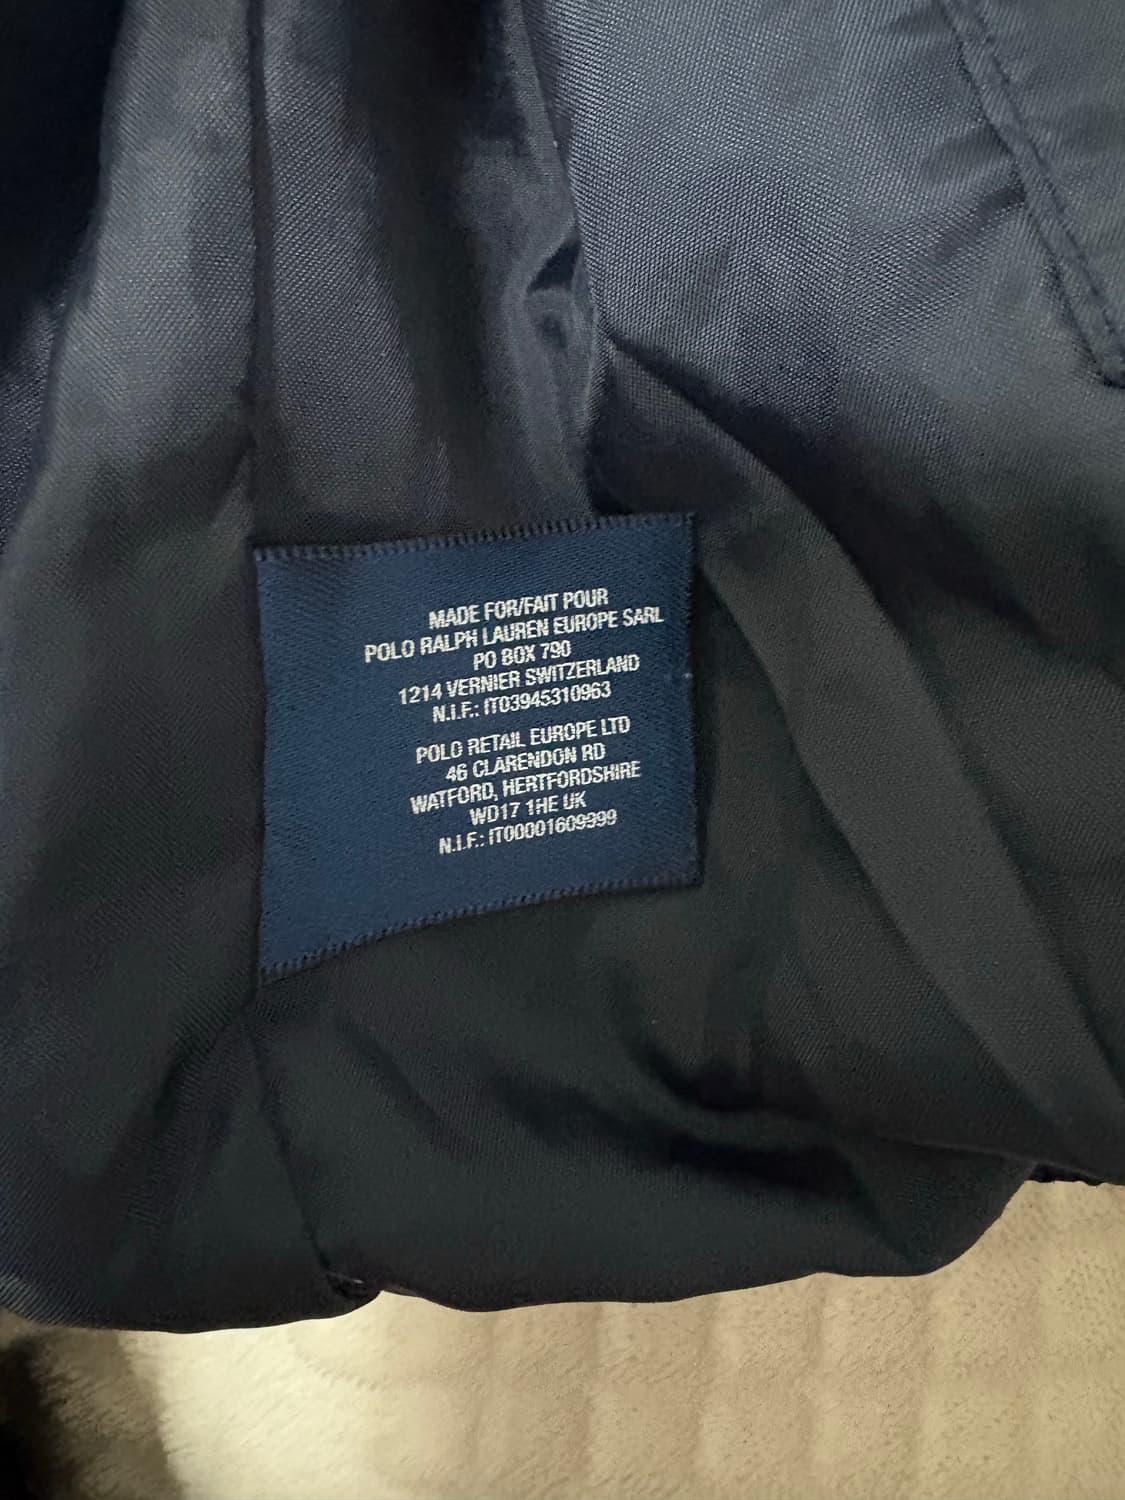 MADE FOR/FAIT POUR
POLO RALPH LAUREN EUROPE SARL
PO BOX 790
1214 VERNIER SWITZERLAND
N.I.F.: IT03945310963
POLO RETAIL EUROPE LTD
46 CLARENDON RD
WATFORD, HERTFORDSHIRE
WD17 1HE UK
N.I.F.: IT00001609999